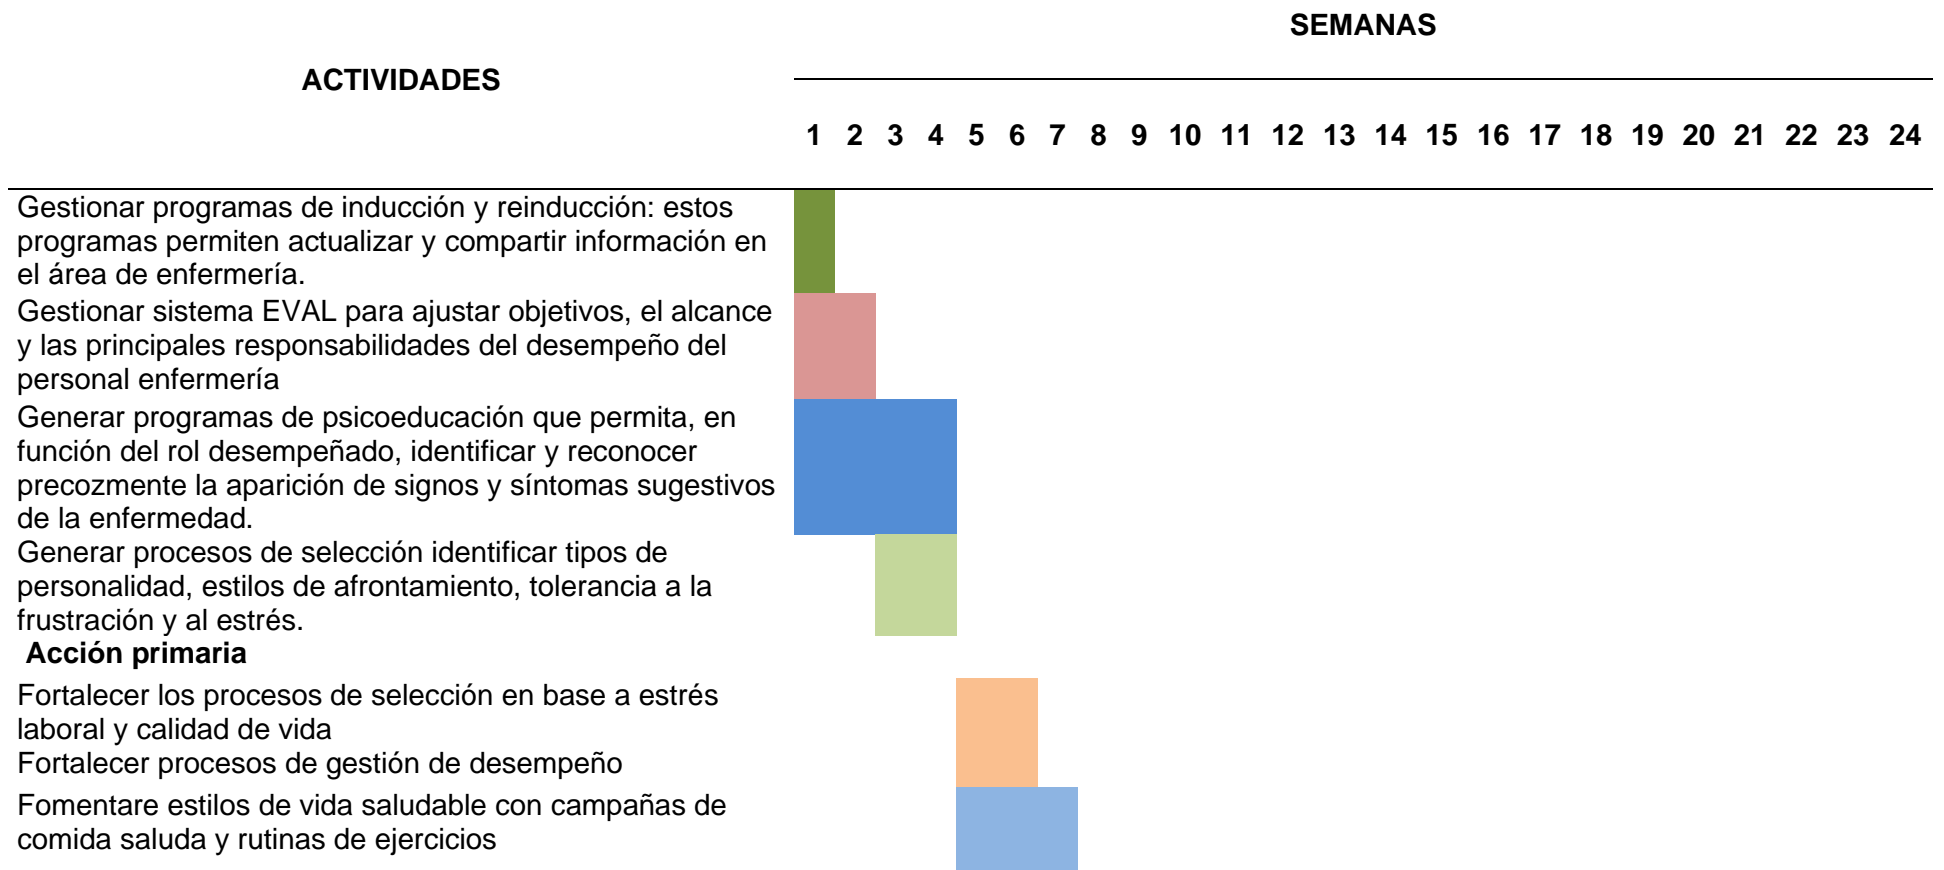 SEMANAS
ACTIVIDADES
1 2 3 4 5 6 7 8 9 10 11 12 13 14 15 16 17 18 19 20 21 22 23 24
Gestionar programas de inducción y reinducción: estos
programas permiten actualizar y compartir información en
el área de enfermería.
Gestionar sistema EVAL para ajustar objetivos, el alcance
y las principales responsabilidades del desempeño del
personal enfermería
Generar programas de psicoeducación que permita, en
función del rol desempeñado, identificar y reconocer
precozmente la aparición de signos y síntomas sugestivos
de la enfermedad.
Generar procesos de selección identificar tipos de
personalidad, estilos de afrontamiento, tolerancia a la
frustración y al estrés.
Acción primaria
Fortalecer los procesos de selección en base a estrés
laboral y calidad de vida
Fortalecer procesos de gestión de desempeño
Fomentare estilos de vida saludable con campañas de
comida saluda y rutinas de ejercicios